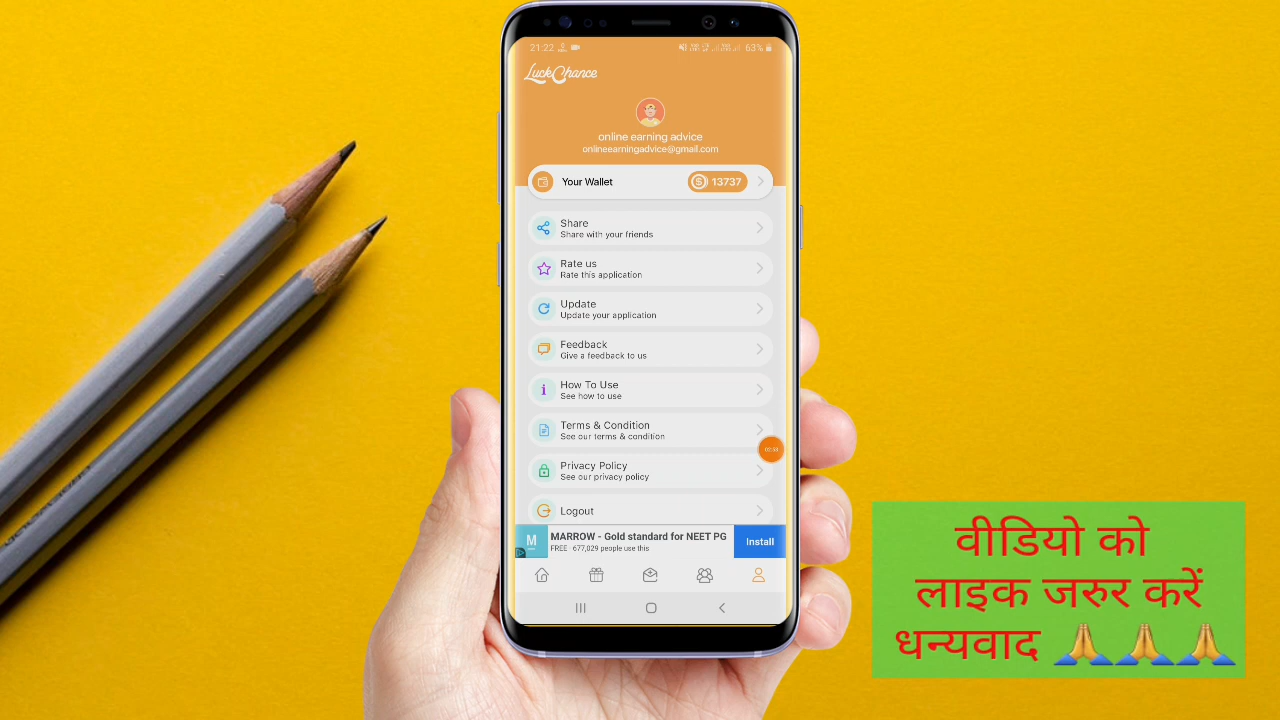 21:22
63%
LuckChance
online earning advice
onlineearningadvice@gmail.com
Your Wallet
13737
Share
Share with your friends
Rate us
Rate this application
Update
Update your application
Feedback
Give a feedback to us
How To Use
See how to use
Terms & Condition
See our terms & condition
Privacy Policy
See our privacy policy
Logout
M
MARROW - Gold standard for NEET PG
FREE · 677,029 people use this
Install
वीडियो को
लाइक जरुर करें
धन्यवाद 🙏🙏🙏